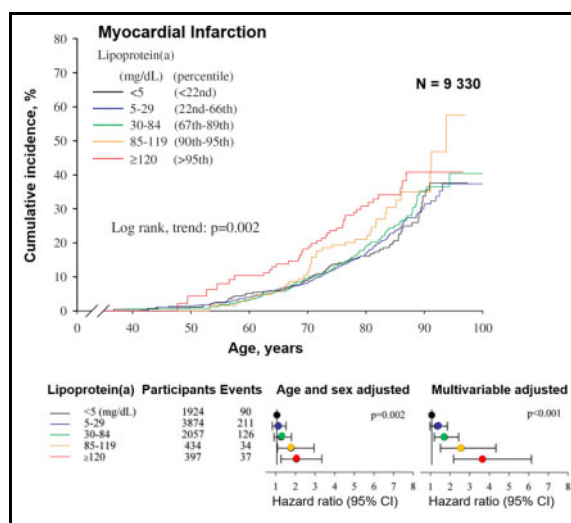 Myocardial Infarction
Lipoprotein(a)
(mg/dL) (percentile)
<5 (<22nd)
5-29 (22nd-66th)
30-84 (67th-89th)
85-119 (90th-95th)
≥120 (>95th)
N = 9 330
Log rank, trend: p=0.002
Cumulative incidence, %
80
70
60
50
40
30
20
10
0
0 40 50 60 70 80 90 100
Age, years
Lipoprotein(a) Participants Events Age and sex adjusted Multivariable adjusted
<5 (mg/dL) 1924 90 p=0.002 p<0.001
5-29 3874 211
30-84 2057 126
85-119 434 34
≥120 397 37
0 1 2 3 4 5 6 7 8 0 1 2 3 4 5 6 7 8
Hazard ratio (95% CI) Hazard ratio (95% CI)